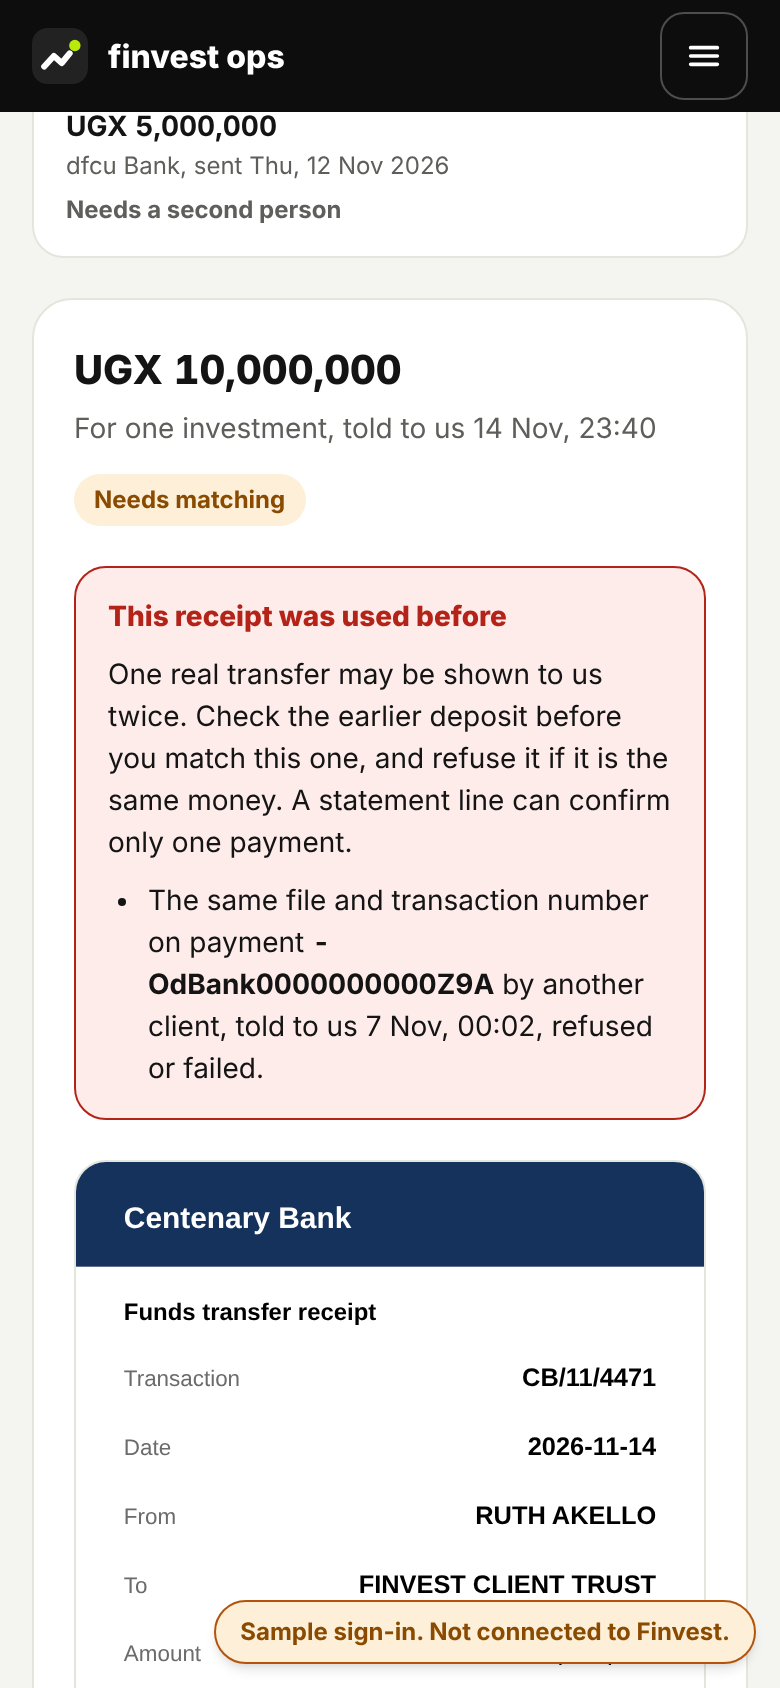 finvest ops
UGX 5,000,000
dfcu Bank, sent Thu, 12 Nov 2026
Needs a second person
UGX 10,000,000
For one investment, told to us 14 Nov, 23:40
Needs matching
This receipt was used before
One real transfer may be shown to us
twice. Check the earlier deposit before
you match this one, and refuse it if it is the
same money. A statement line can confirm
only one payment.
• The same file and transaction number
on payment -
OdBank0000000000Z9A by another
client, told to us 7 Nov, 00:02, refused
or failed.
Centenary Bank
Funds transfer receipt
Transaction CB/11/4471
Date 2026-11-14
From RUTH AKELLO
To FINVEST CLIENT TRUST
Amount
Sample sign-in. Not connected to Finvest.